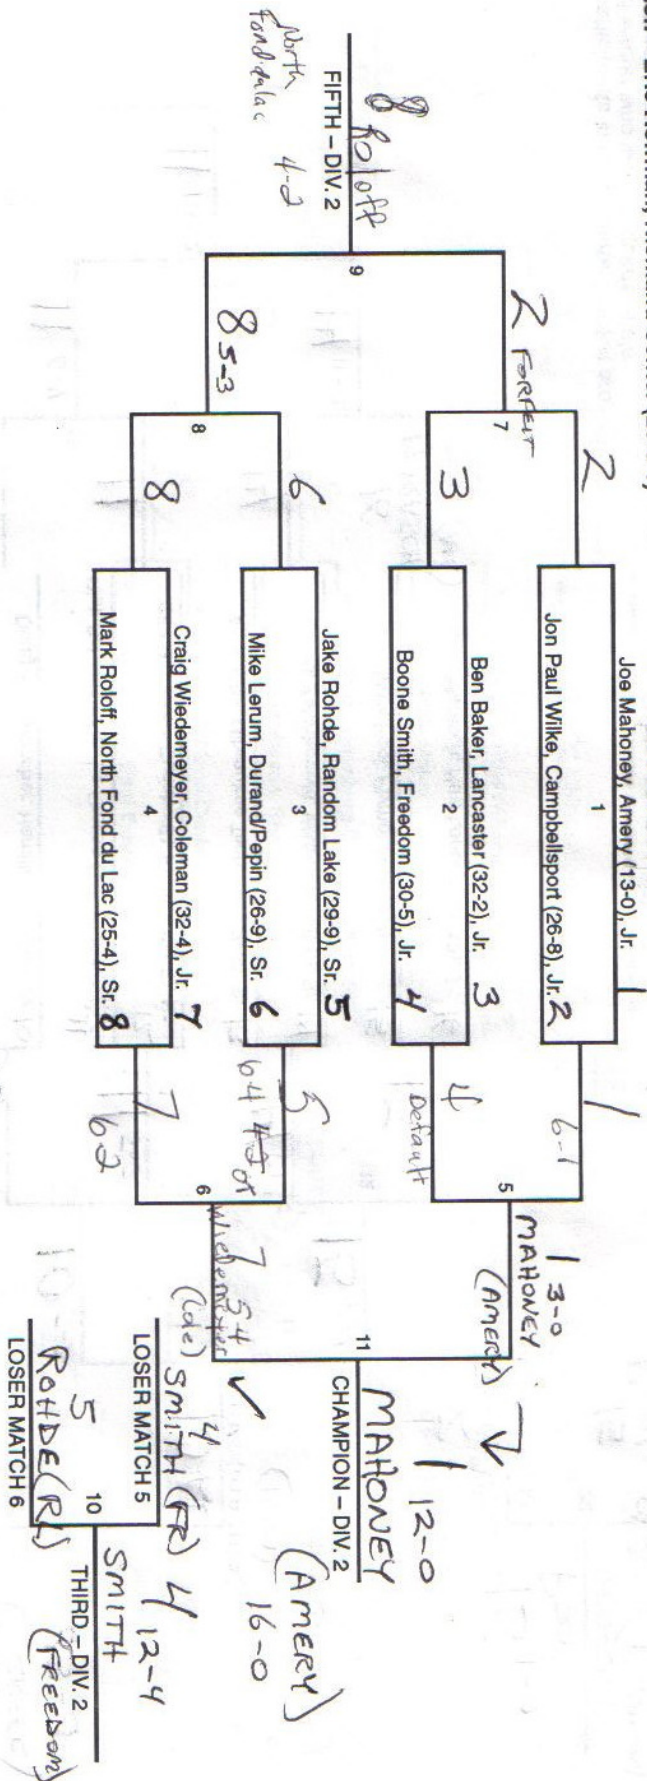 8 Roloff
FIFTH – DIV. 2
North
Fond du lac
4-2
9
2 FORFEIT
8 5-3
7
8
2
3
6
8
Joe Mahoney, Amery (13-0), Jr. 1
1
Jon Paul Wilke, Campbellsport (26-8), Jr. 2
Ben Baker, Lancaster (32-2), Jr. 3
2
Boone Smith, Freedom (30-5), Jr. 4
Jake Rohde, Random Lake (29-9), Sr. 5
3
Mike Lerum, Durand/Pepin (26-9), Sr. 6
Craig Wiedemeyer, Coleman (32-4), Jr. 7
4
Mark Roloff, North Fond du Lac (25-4), Sr. 8
1
6-1
4
Default
5
6-4
7
6-2
5
1 3-0
MAHONEY
(AMERY)
6
7 5-4
Wiedemeyer
(Cole)
11
1 12-0
MAHONEY
CHAMPION – DIV. 2
(AMERY)
16-0
4
SMITH (FR)
LOSER MATCH 5
10
5
ROHDE (RL)
LOSER MATCH 6
4 12-4
SMITH
THIRD – DIV. 2
(FREEDOM)